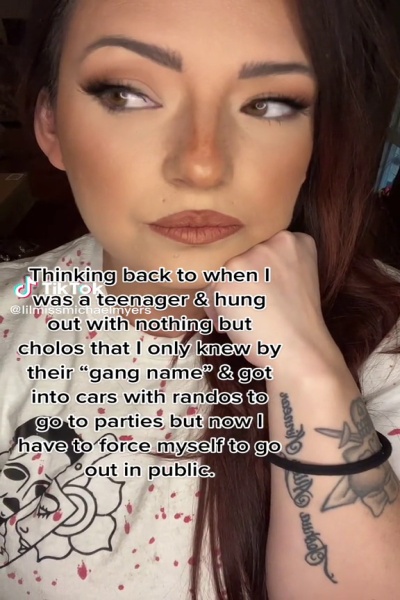 Thinking back to when I
TikTok
was a teenager & hung
@lilmissmichaelmyers
out with nothing but
cholos that I only knew by
their “gang name” & got
into cars with randos to
go to parties but now I
have to force myself to go
out in public.